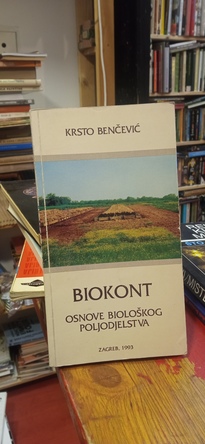 KRSTO BENČEVIĆ
BIOKONT
OSNOVE BIOLOŠKOG
POLJODJELSTVA
ZAGREB, 1993